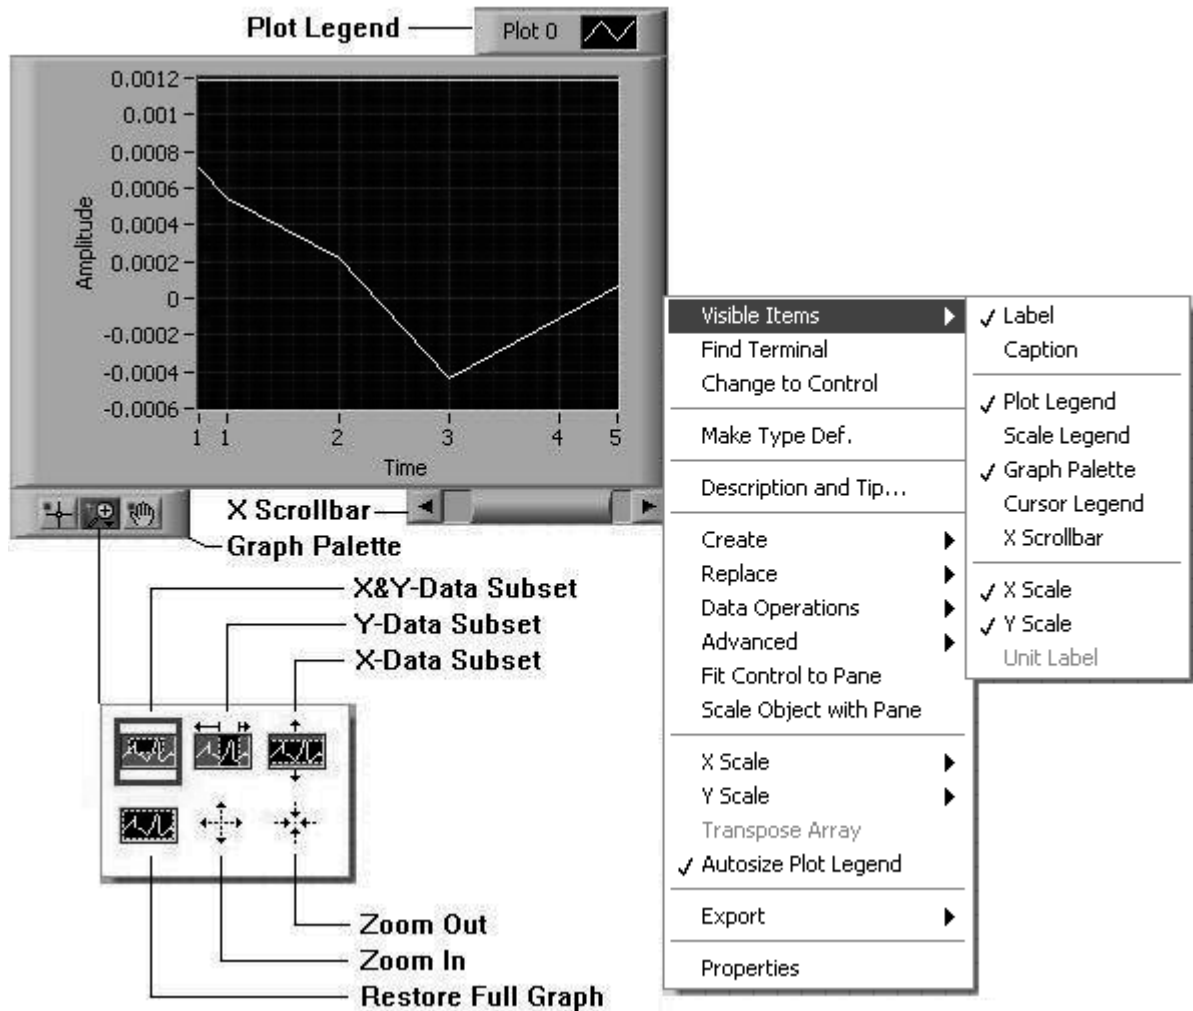 Plot Legend
Plot 0
0.0012
0.001
0.0008
0.0006
0.0004
0.0002
0
-0.0002
-0.0004
-0.0006
Amplitude
1 1 2 3 4 5
Time
X Scrollbar
Graph Palette
X&Y-Data Subset
Y-Data Subset
X-Data Subset
Zoom Out
Zoom In
Restore Full Graph
Visible Items
Find Terminal
Change to Control
Make Type Def.
Description and Tip...
Create
Replace
Data Operations
Advanced
Fit Control to Pane
Scale Object with Pane
X Scale
Y Scale
Transpose Array
Autosize Plot Legend
Export
Properties
Label
Caption
Plot Legend
Scale Legend
Graph Palette
Cursor Legend
X Scrollbar
X Scale
Y Scale
Unit Label